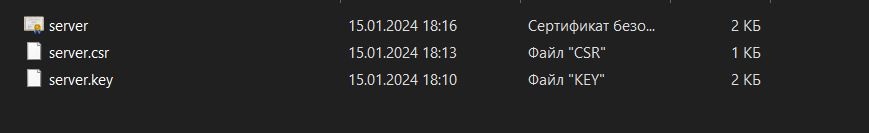 server 15.01.2024 18:16 Сертификат безо... 2 КБ
server.csr 15.01.2024 18:13 Файл "CSR" 1 КБ
server.key 15.01.2024 18:10 Файл "KEY" 2 КБ